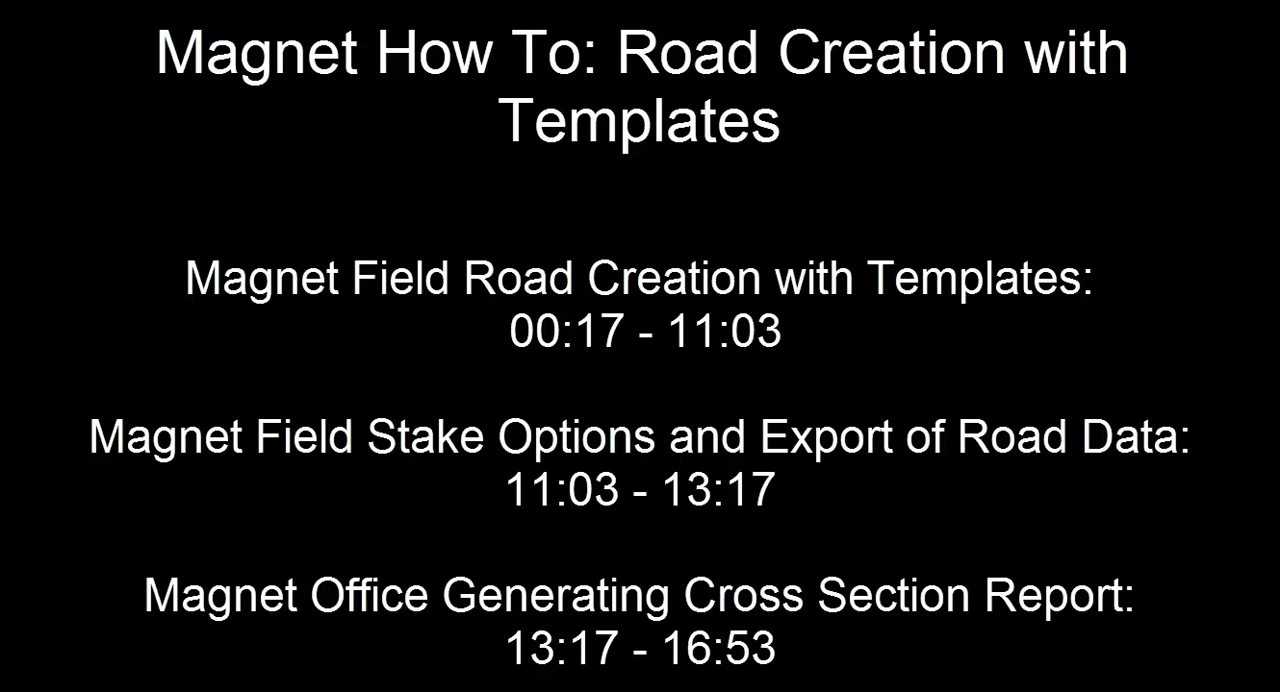 Magnet How To: Road Creation with
Templates
Magnet Field Road Creation with Templates:
00:17 - 11:03
Magnet Field Stake Options and Export of Road Data:
11:03 - 13:17
Magnet Office Generating Cross Section Report:
13:17 - 16:53